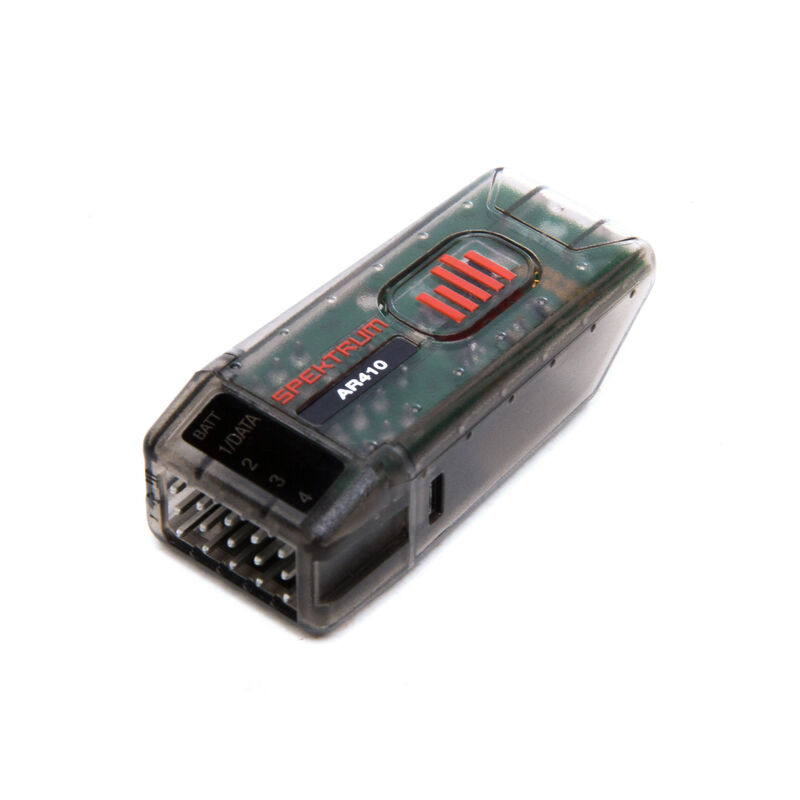 SPEKTRUM
AR410
BATT
1/DATA
2
3
4